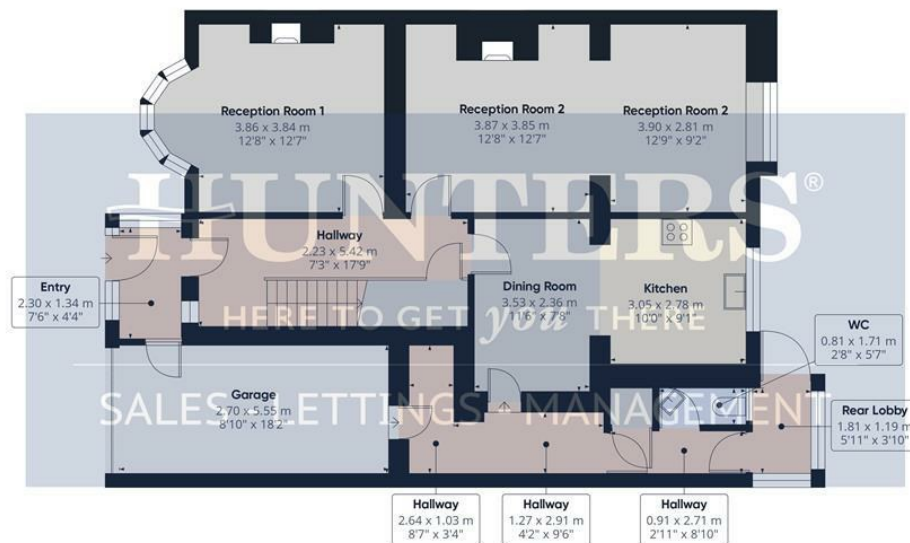 Reception Room 1
3.86 x 3.84 m
12'8" x 12'7"
Reception Room 2
3.87 x 3.85 m
12'8" x 12'7"
Reception Room 2
3.90 x 2.81 m
12'9" x 9'2"
HUNTERS®
Hallway
2.23 x 5.42 m
7'3" x 17'9"
Entry
2.30 x 1.34 m
7'6" x 4'4"
Dining Room
3.53 x 2.36 m
11'6" x 7'8"
Kitchen
3.05 x 2.78 m
10'0" x 9'1"
HERE TO GET you THERE
WC
0.81 x 1.71 m
2'8" x 5'7"
Garage
2.70 x 5.55 m
8'10" x 18'2"
SALES LETTINGS MANAGEMENT
Rear Lobby
1.81 x 1.19 m
5'11" x 3'10"
Hallway
2.64 x 1.03 m
8'7" x 3'4"
Hallway
1.27 x 2.91 m
4'2" x 9'6"
Hallway
0.91 x 2.71 m
2'11" x 8'10"